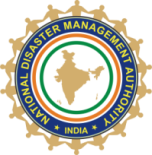 NATIONAL DISASTER MANAGEMENT AUTHORITY
INDIA